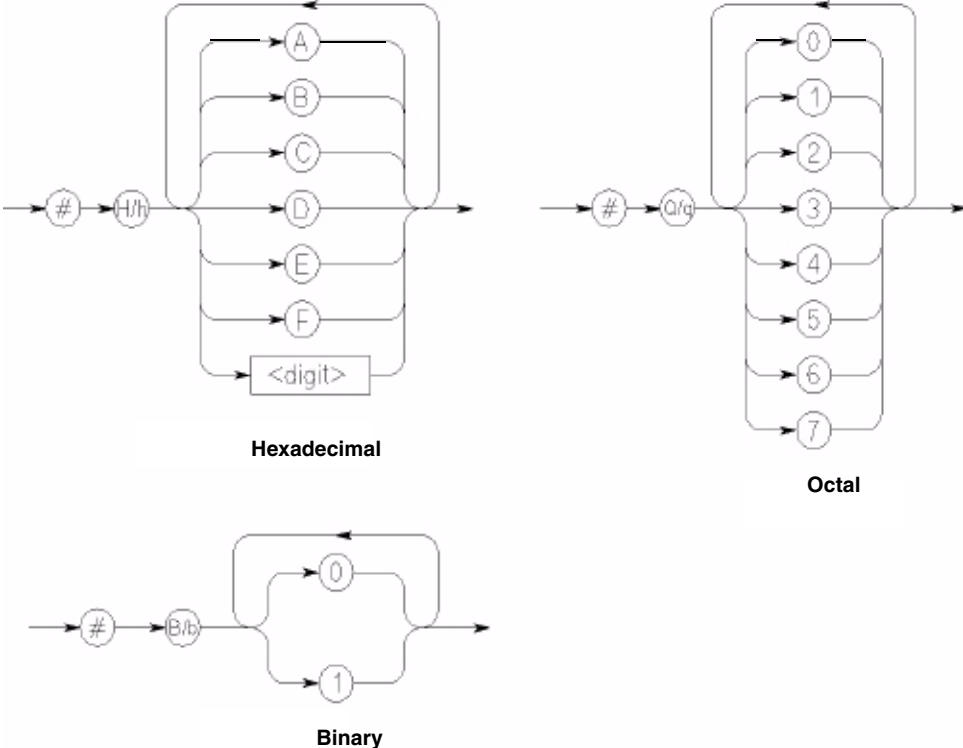 A
B
C
# H/h D
E
F
<digit>
Hexadecimal
0
1
2
# Q/q 3
4
5
6
7
Octal
0
# B/b
1
Binary